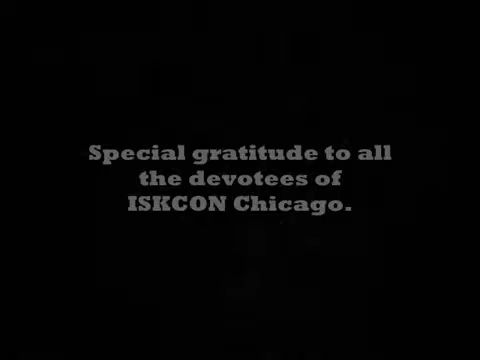 Special gratitude to all
the devotees of
ISKCON Chicago.